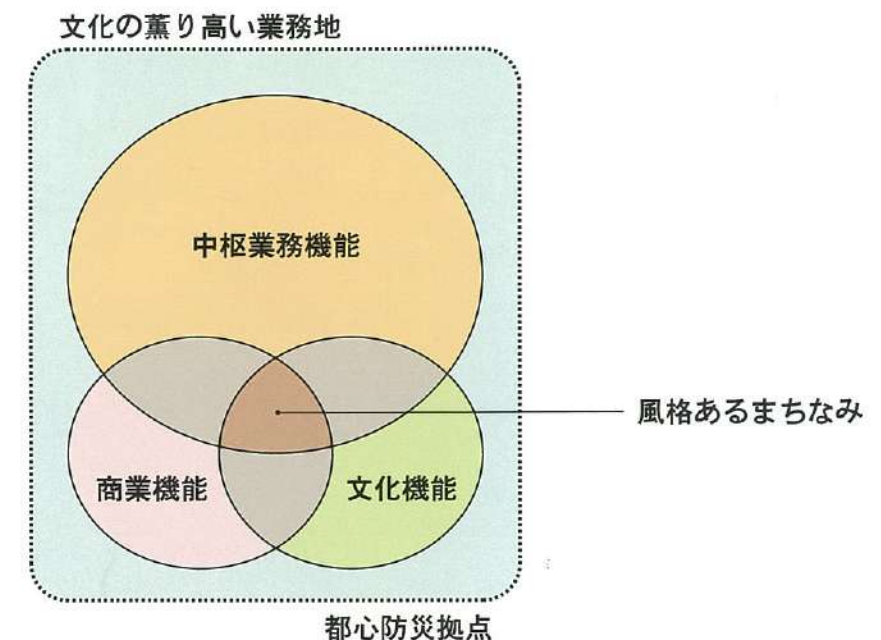 文化の薫り高い業務地
中枢業務機能
風格あるまちなみ
商業機能
文化機能
都心防災拠点